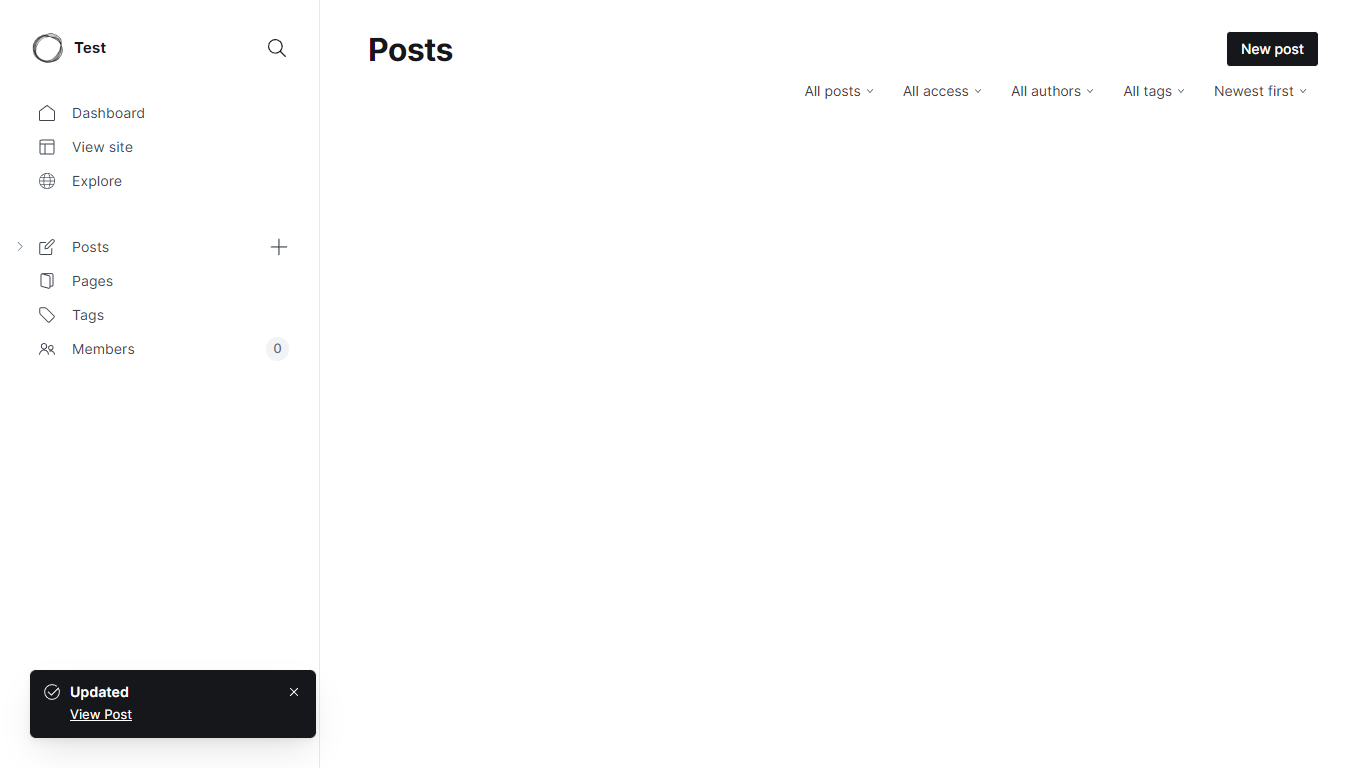 Test
Dashboard
View site
Explore
Posts
Pages
Tags
Members 0
Posts
New post
All posts All access All authors All tags Newest first
Updated
View Post